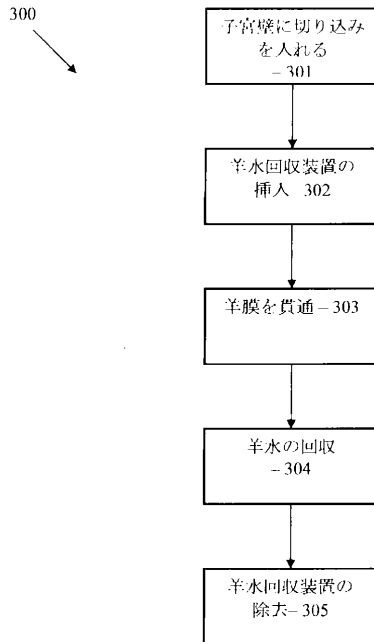 300
子宮壁に切り込み
を入れる
–301
羊水回収装置の
挿入 302
羊膜を貫通–303
羊水の回収
–304
羊水回収装置の
除去–305